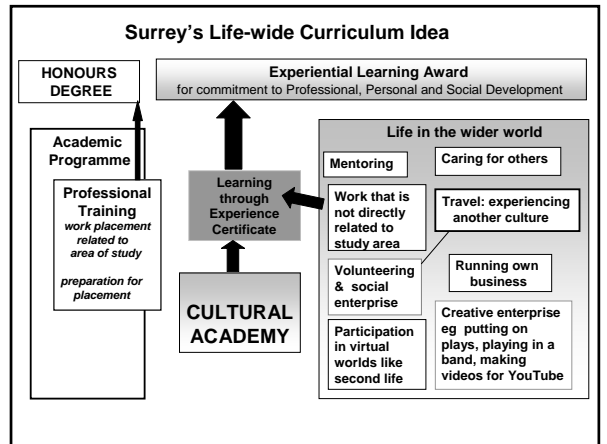 Surrey's Life-wide Curriculum Idea
HONOURS
DEGREE
Experiential Learning Award
for commitment to Professional, Personal and Social Development
Academic
Programme
Professional
Training
work placement
related to
area of study
preparation for
placement
Learning
through
Experience
Certificate
CULTURAL
ACADEMY
Life in the wider world
Mentoring
Caring for others
Work that is
not directly
related to
study area
Travel: experiencing
another culture
Volunteering
& social
enterprise
Running own
business
Participation
in virtual
worlds like
second life
Creative enterprise
eg putting on
plays, playing in a
band, making
videos for YouTube